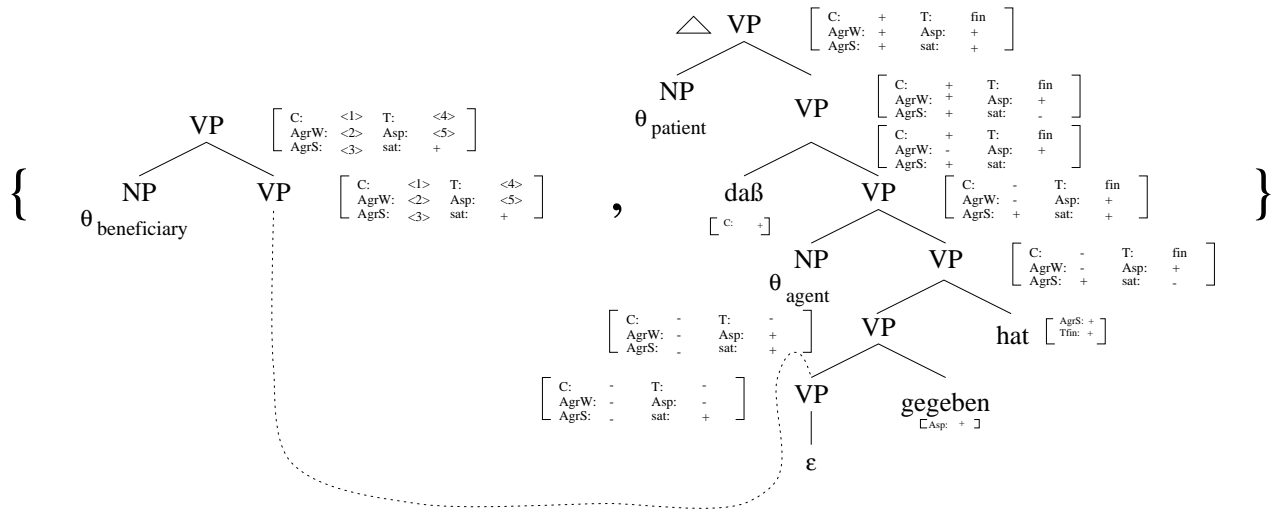 △ VP
C: + T: fin
AgrW: + Asp: +
AgrS: + sat: +
NP
θ patient
VP
C: + T: fin
AgrW: + Asp: +
AgrS: + sat: -
C: + T: fin
AgrW: - Asp: +
AgrS: + sat:
{
VP
C: <1> T: <4>
AgrW: <2> Asp: <5>
AgrS: <3> sat: +
NP
θ beneficiary
VP
C: <1> T: <4>
AgrW: <2> Asp: <5>
AgrS: <3> sat: +
,
daß
C: +
VP
C: - T: fin
AgrW: - Asp: +
AgrS: + sat: +
}
NP
θ agent
VP
C: - T: fin
AgrW: - Asp: +
AgrS: + sat: -
C: - T: -
AgrW: - Asp: +
AgrS: - sat: +
VP
hat
AgrS: +
Tfin: +
C: - T: -
AgrW: - Asp: -
AgrS: - sat: +
VP
gegeben
Asp: +
ε